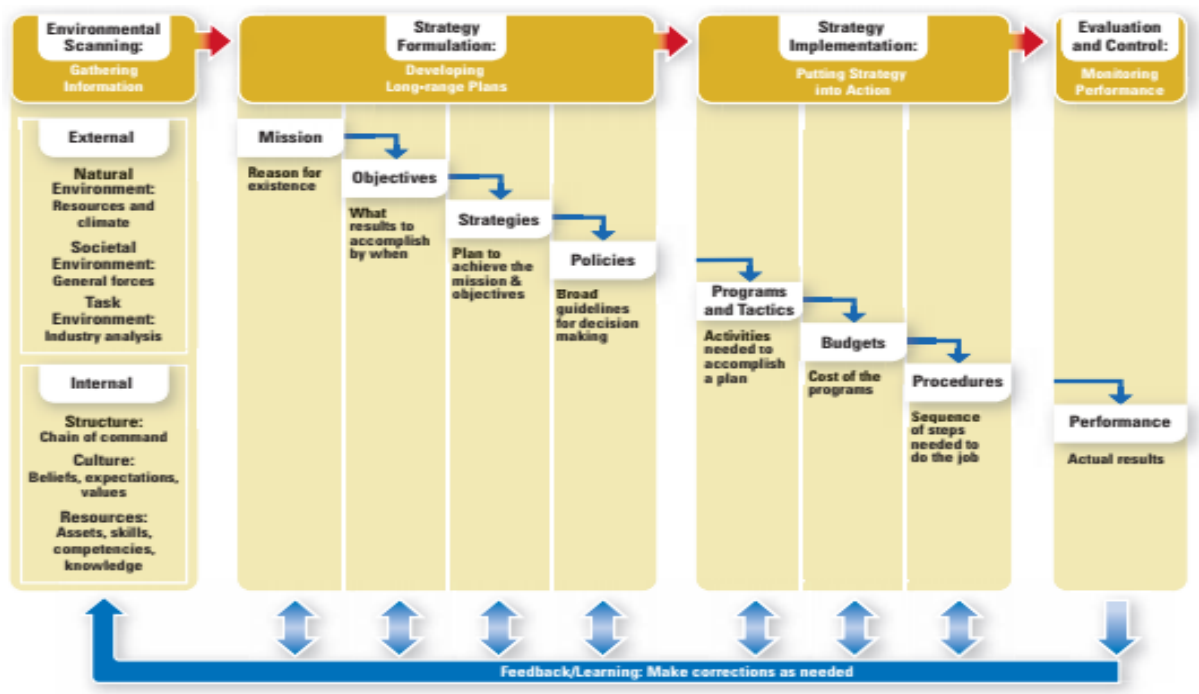 Environmental
Scanning:
Gathering
Information
Strategy
Formulation:
Developing
Long-range Plans
Strategy
Implementation:
Putting Strategy
into Action
Evaluation
and Control:
Monitoring
Performance
External
Natural
Environment:
Resources and
climate
Societal
Environment:
General forces
Task
Environment:
Industry analysis
Internal
Structure:
Chain of command
Culture:
Beliefs, expectations,
values
Resources:
Assets, skills,
competencies,
knowledge
Mission
Reason for
existence
Objectives
What
results to
accomplish
by when
Strategies
Plan to
achieve the
mission &
objectives
Policies
Broad
guidelines
for decision
making
Programs
and Tactics
Activities
needed to
accomplish
a plan
Budgets
Cost of the
programs
Procedures
Sequence
of steps
needed to
do the job
Performance
Actual results
Feedback/Learning: Make corrections as needed